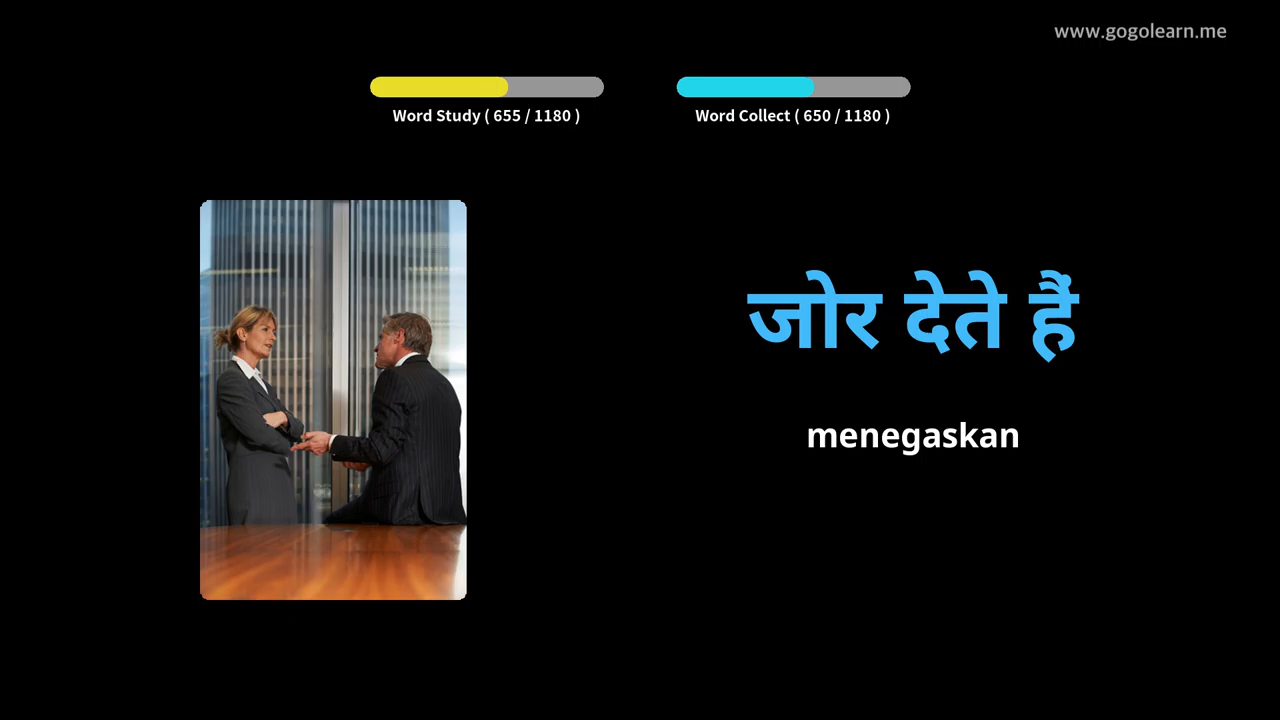 www.gogolearn.me
Word Study ( 655 / 1180 )
Word Collect ( 650 / 1180 )
जोर देते हैं
menegaskan